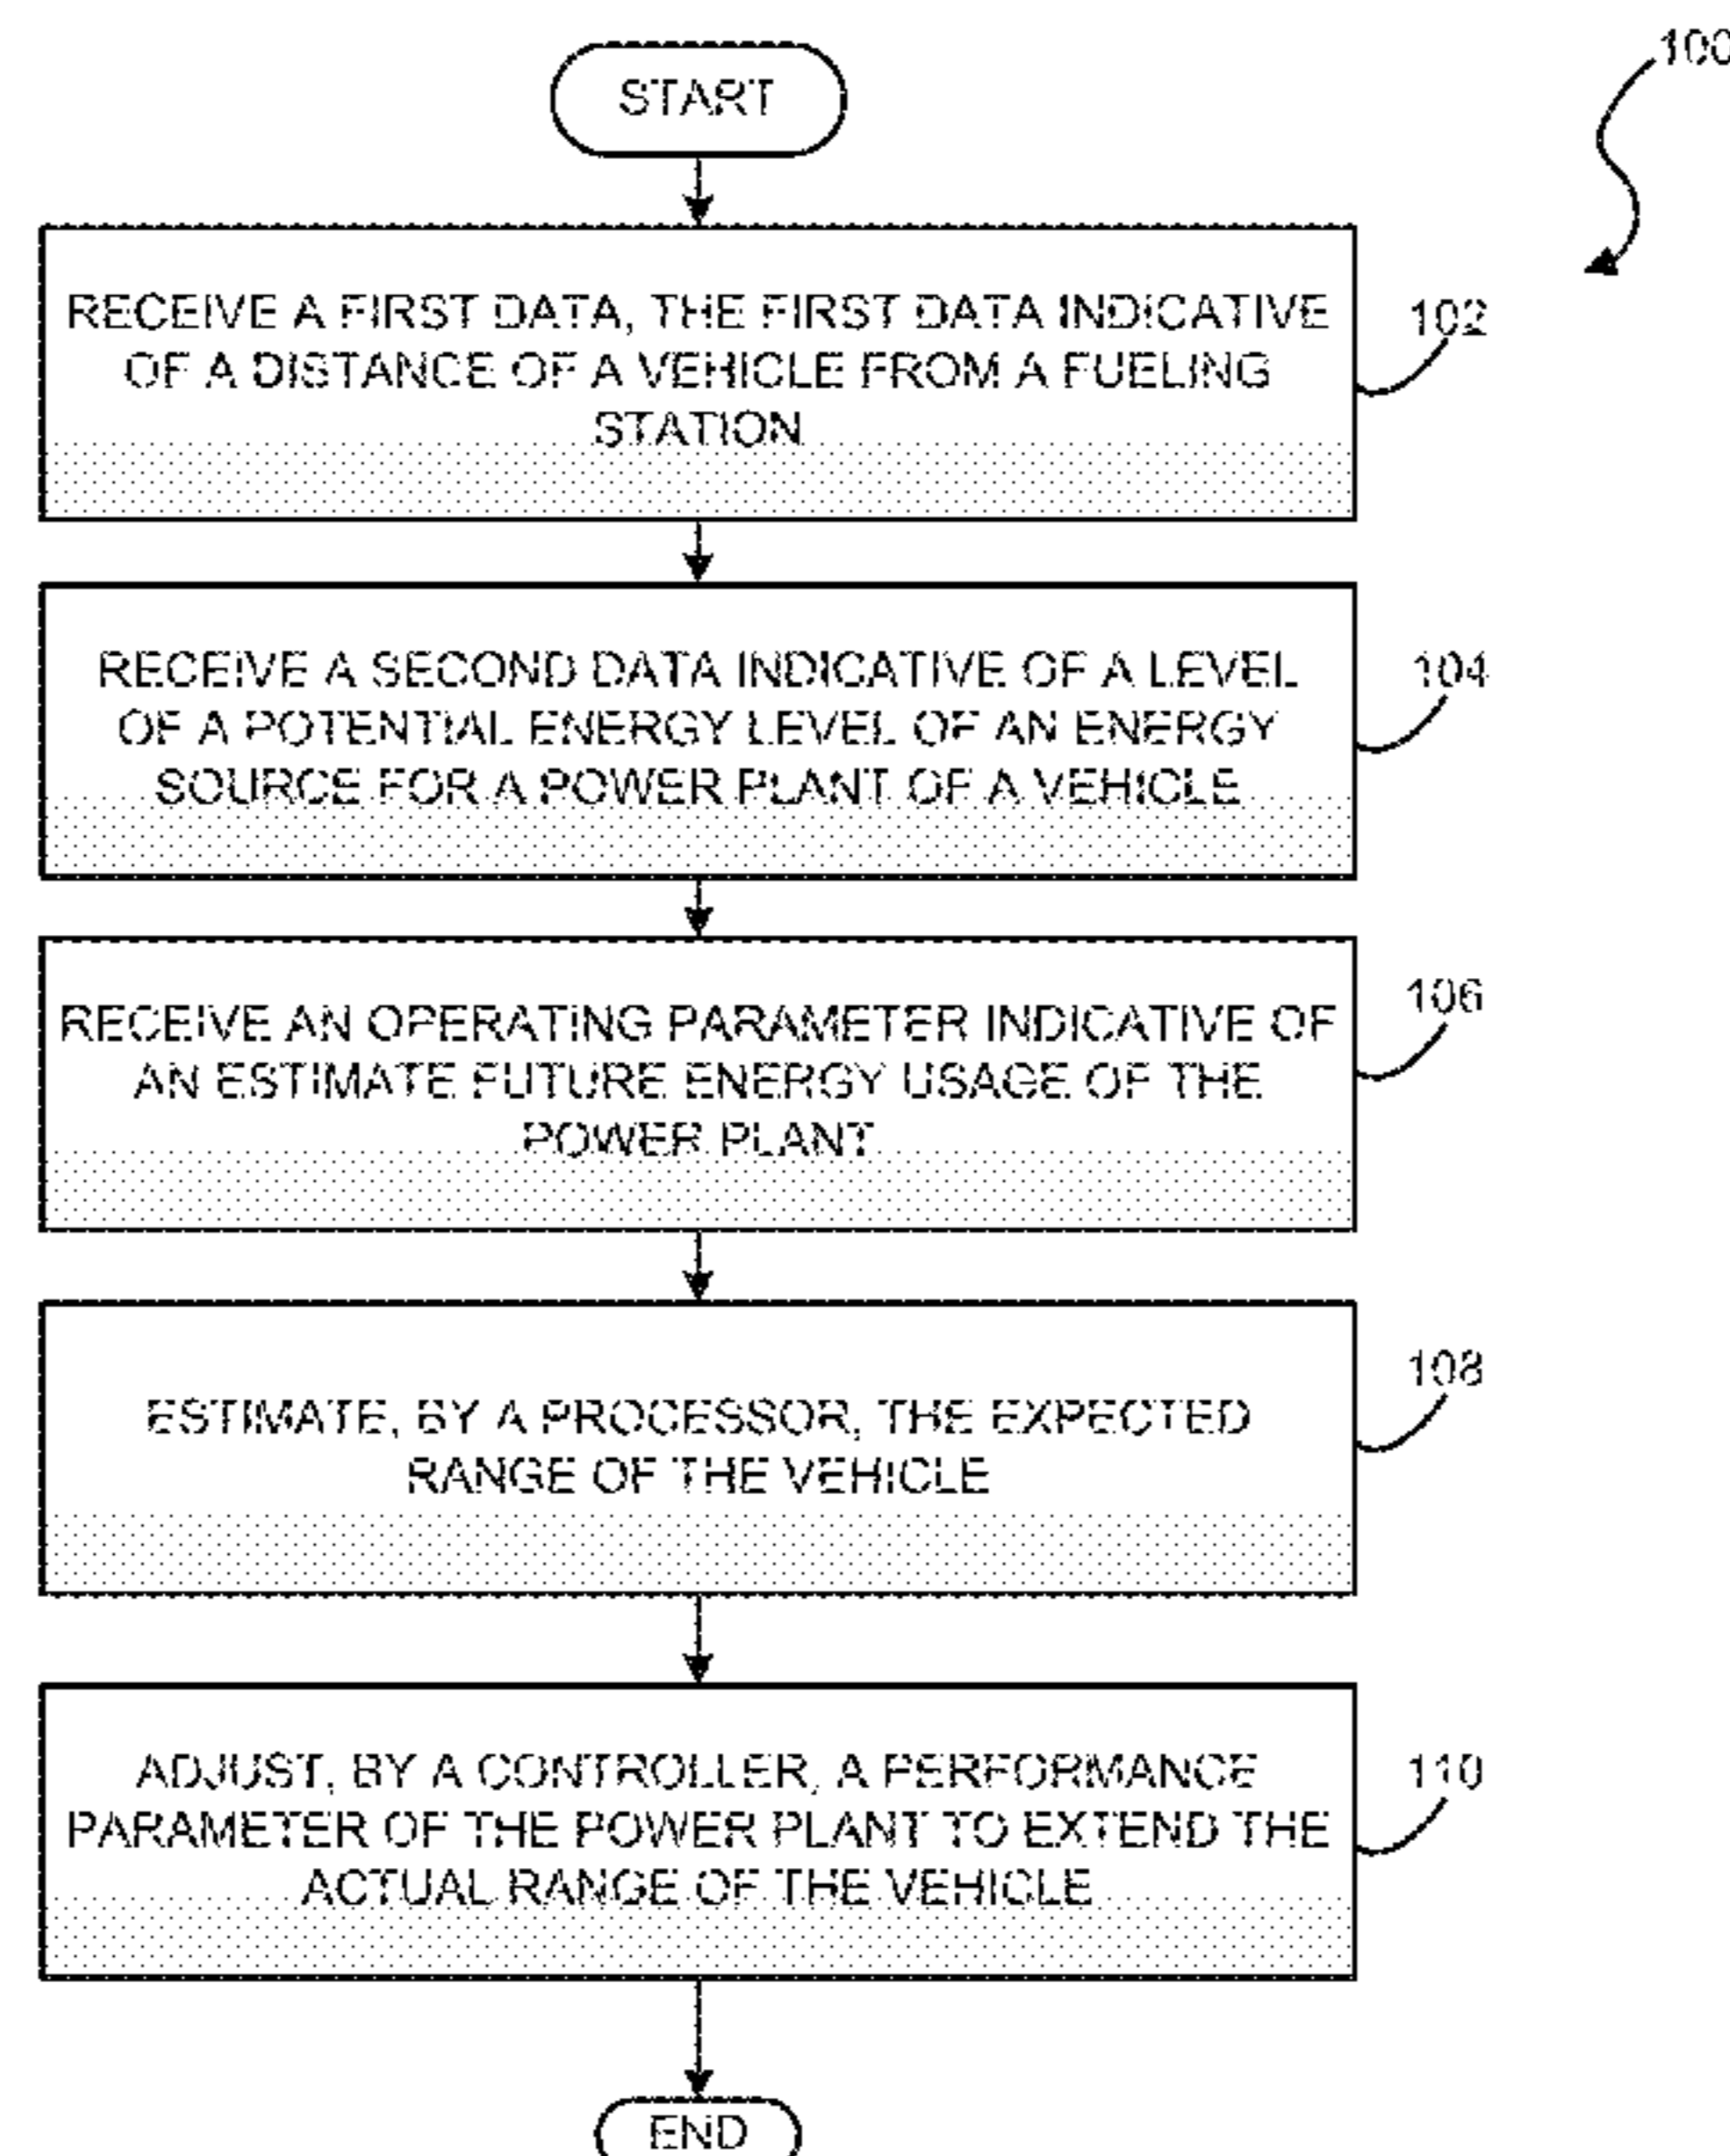 100
START
RECEIVE A FIRST DATA, THE FIRST DATA INDICATIVE
OF A DISTANCE OF A VEHICLE FROM A FUELING
STATION
102
RECEIVE A SECOND DATA INDICATIVE OF A LEVEL
OF A POTENTIAL ENERGY LEVEL OF AN ENERGY
SOURCE FOR A POWER PLANT OF A VEHICLE
104
RECEIVE AN OPERATING PARAMETER INDICATIVE OF
AN ESTIMATE FUTURE ENERGY USAGE OF THE
POWER PLANT
106
ESTIMATE, BY A PROCESSOR, THE EXPECTED
RANGE OF THE VEHICLE
108
ADJUST, BY A CONTROLLER, A PERFORMANCE
PARAMETER OF THE POWER PLANT TO EXTEND THE
ACTUAL RANGE OF THE VEHICLE
110
END